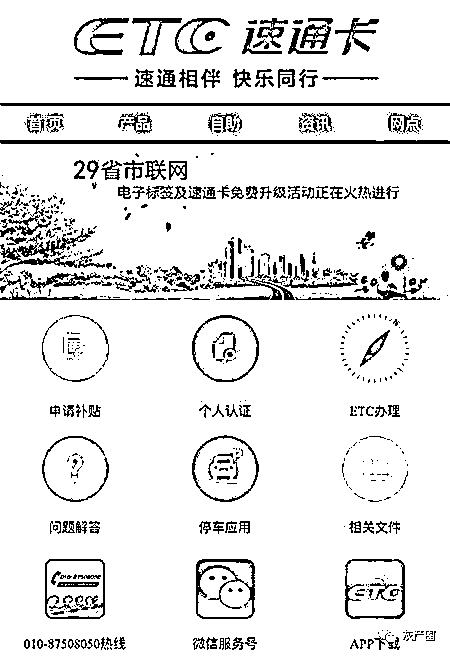 ETC 速通卡
速通相伴 快乐同行
首页 产品 自助 资讯 网点
29省市联网
电子标签及速通卡免费升级活动正在火热进行
申请补贴 个人认证 ETC办理
问题解答 停车应用 相关文件
010-87508050
ETC
010-87508050热线 微信服务号 APP下载
灰产圈